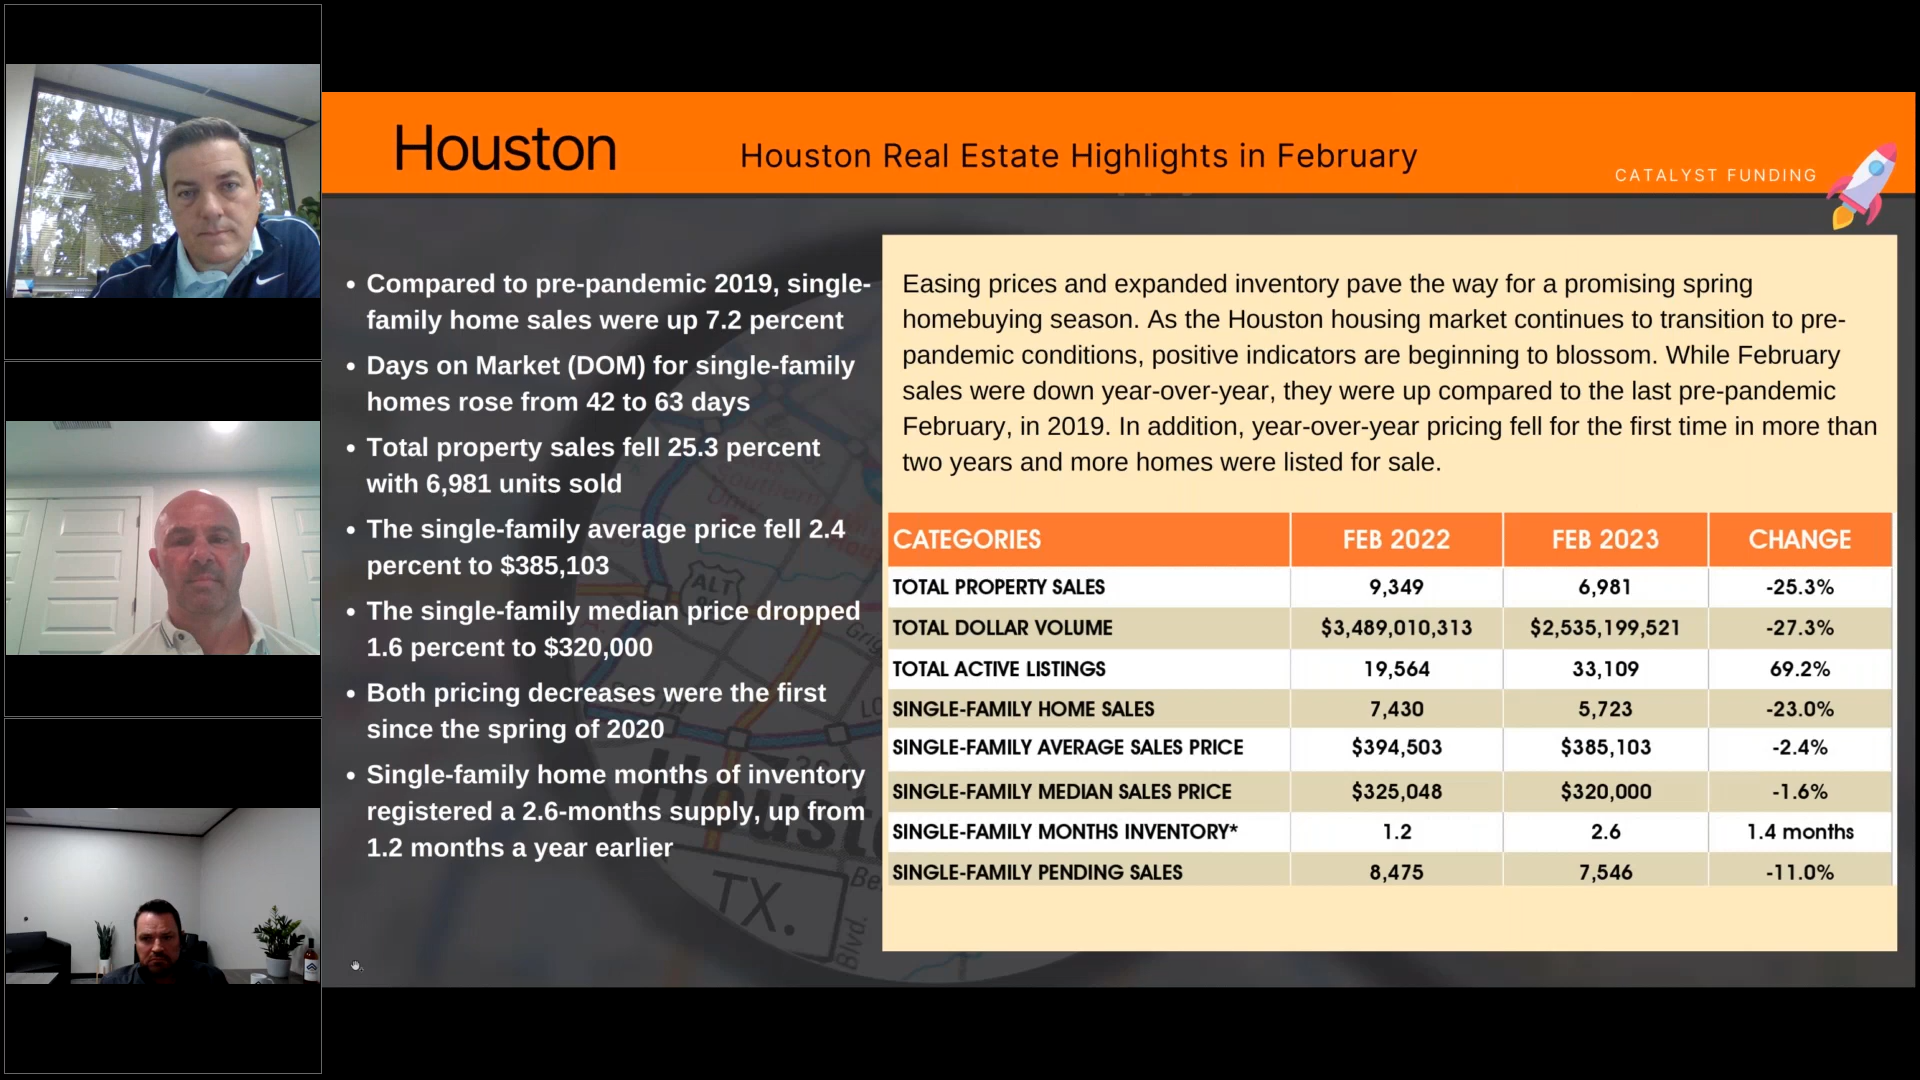 Houston
Houston Real Estate Highlights in February
CATALYST FUNDING
• Compared to pre-pandemic 2019, single-
family home sales were up 7.2 percent
• Days on Market (DOM) for single-family
homes rose from 42 to 63 days
• Total property sales fell 25.3 percent
with 6,981 units sold
• The single-family average price fell 2.4
percent to $385,103
• The single-family median price dropped
1.6 percent to $320,000
• Both pricing decreases were the first
since the spring of 2020
• Single-family home months of inventory
registered a 2.6-months supply, up from
1.2 months a year earlier
Easing prices and expanded inventory pave the way for a promising spring
homebuying season. As the Houston housing market continues to transition to pre-
pandemic conditions, positive indicators are beginning to blossom. While February
sales were down year-over-year, they were up compared to the last pre-pandemic
February, in 2019. In addition, year-over-year pricing fell for the first time in more than
two years and more homes were listed for sale.
CATEGORIES FEB 2022 FEB 2023 CHANGE
TOTAL PROPERTY SALES 9,349 6,981 -25.3%
TOTAL DOLLAR VOLUME $3,489,010,313 $2,535,199,521 -27.3%
TOTAL ACTIVE LISTINGS 19,564 33,109 69.2%
SINGLE-FAMILY HOME SALES 7,430 5,723 -23.0%
SINGLE-FAMILY AVERAGE SALES PRICE $394,503 $385,103 -2.4%
SINGLE-FAMILY MEDIAN SALES PRICE $325,048 $320,000 -1.6%
SINGLE-FAMILY MONTHS INVENTORY* 1.2 2.6 1.4 months
SINGLE-FAMILY PENDING SALES 8,475 7,546 -11.0%
ALT
TX.
Blvd.